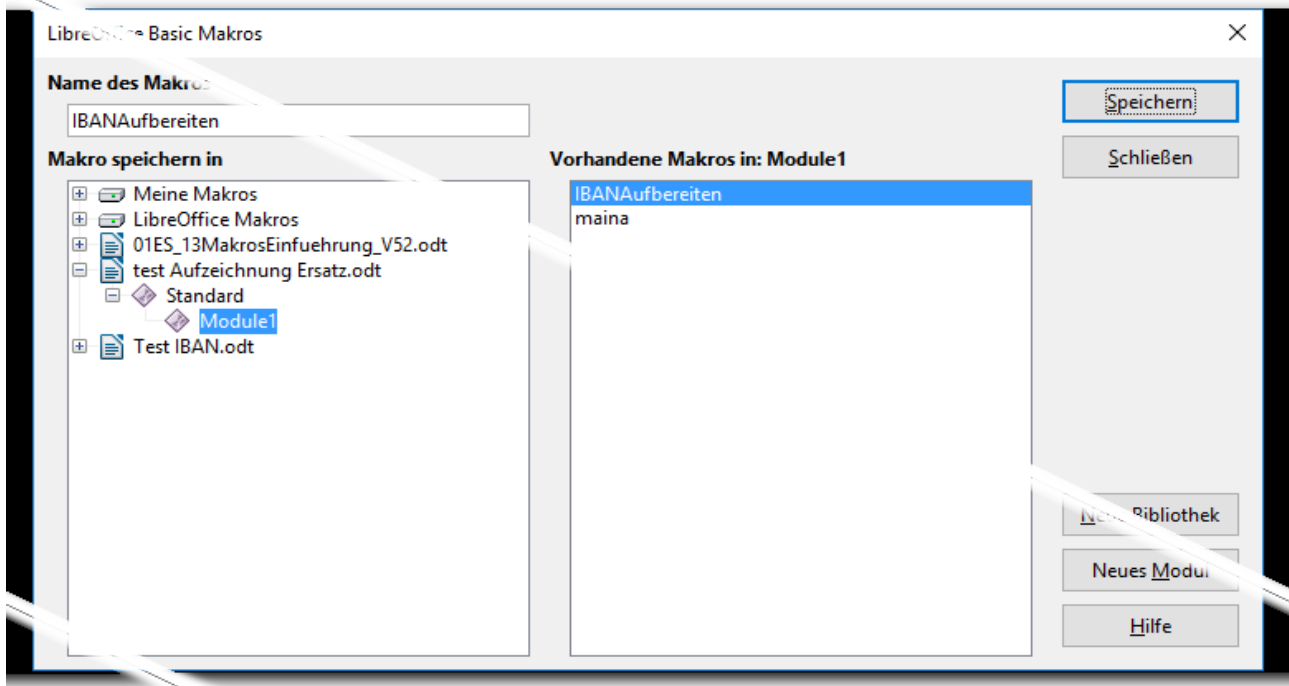 Basic Makros
Name des
IBANAufbereiten
Makro speichern in
Meine Makros
LibreOffice Makros
01ES_13MakrosEinfuehrung_V52.odt
test Aufzeichnung Ersatz.odt
Standard
Module1
Test IBAN.odt
Vorhandene Makros in: Module1
IBANAufbereiten
maina
Speichern
Schließen
Bibliothek
Neues Modul
Hilfe